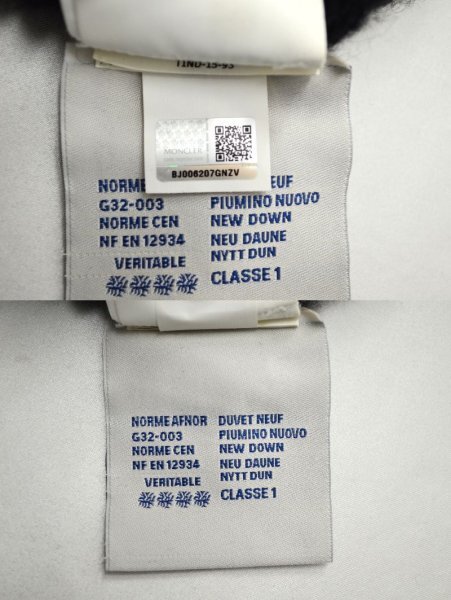 11ND-15-93
MONCLER
BJ006207GNZV
NORME
NEUF
G32-003
PIUMINO NUOVO
NORME CEN
NEW DOWN
NF EN 12934
NEU DAUNE
NYTT DUN
VERITABLE
CLASSE 1
NORME AFNOR
DUVET NEUF
G32-003
PIUMINO NUOVO
NORME CEN
NEW DOWN
NF EN 12934
NEU DAUNE
NYTT DUN
VERITABLE
CLASSE 1